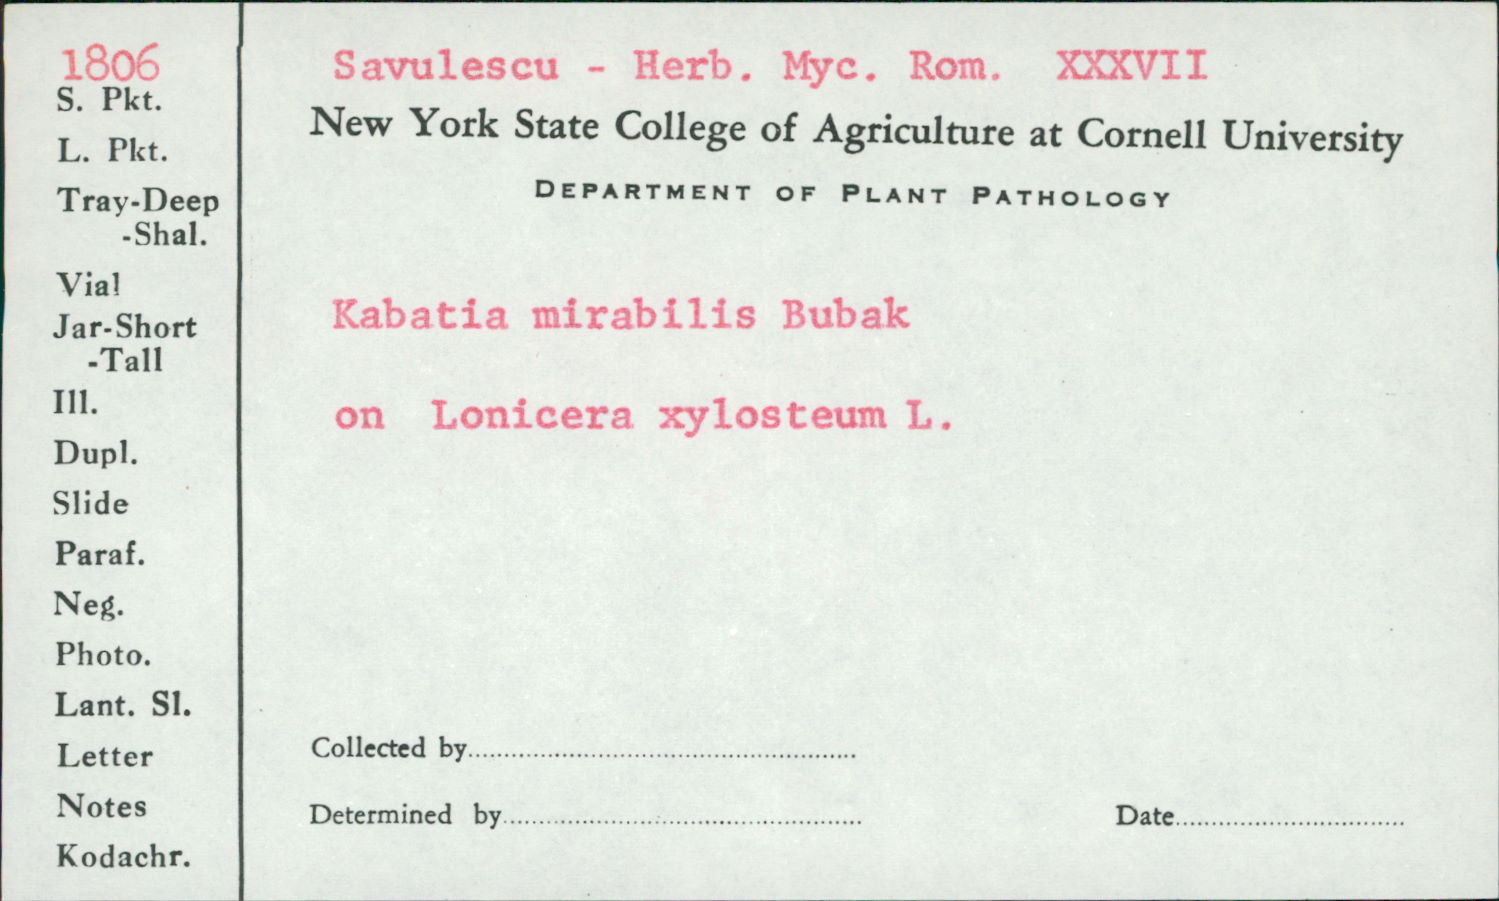 1806
S. Pkt.
L. Pkt.
Tray-Deep
-Shal.
Vial
Jar-Short
-Tall
Ill.
Dupl.
Slide
Paraf.
Neg.
Photo.
Lant. Sl.
Letter
Notes
Kodachr.
Savulescu - Herb. Myc. Rom. XXXVII
New York State College of Agriculture at Cornell University
DEPARTMENT OF PLANT PATHOLOGY
Kabatia mirabilis Bubak
on Lonicera xylosteum L.
Collected by
Determined by
Date